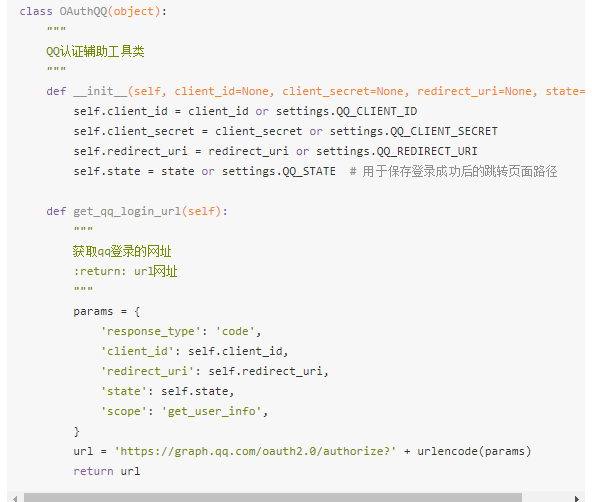 class OAuthQQ(object):
    """
    QQ认证辅助工具类
    """
    def __init__(self, client_id=None, client_secret=None, redirect_uri=None, state=
        self.client_id = client_id or settings.QQ_CLIENT_ID
        self.client_secret = client_secret or settings.QQ_CLIENT_SECRET
        self.redirect_uri = redirect_uri or settings.QQ_REDIRECT_URI
        self.state = state or settings.QQ_STATE  # 用于保存登录成功后的跳转页面路径

    def get_qq_login_url(self):
        """
        获取qq登录的网址
        :return: url网址
        """
        params = {
            'response_type': 'code',
            'client_id': self.client_id,
            'redirect_uri': self.redirect_uri,
            'state': self.state,
            'scope': 'get_user_info',
        }
        url = 'https://graph.qq.com/oauth2.0/authorize?' + urlencode(params)
        return url